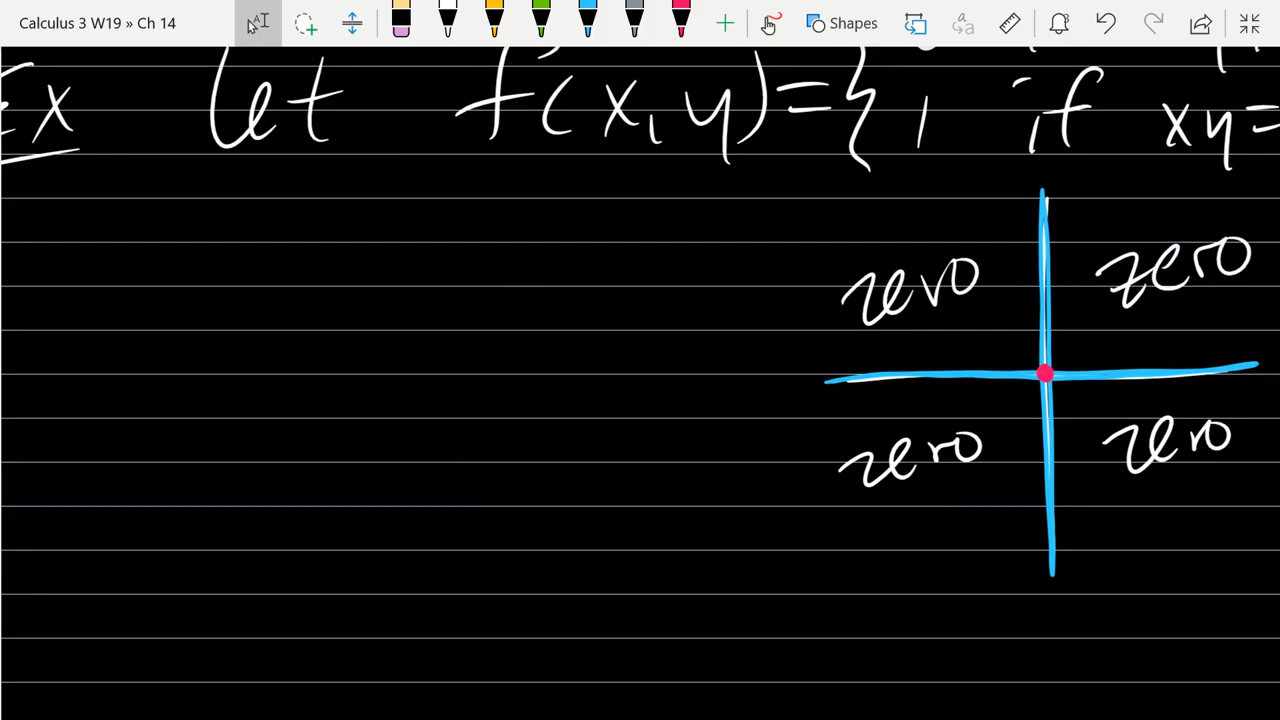 Calculus 3 W19 » Ch 14
Shapes
Ex let f(x,y)={ 1 if xy=
zero zero
zero zero